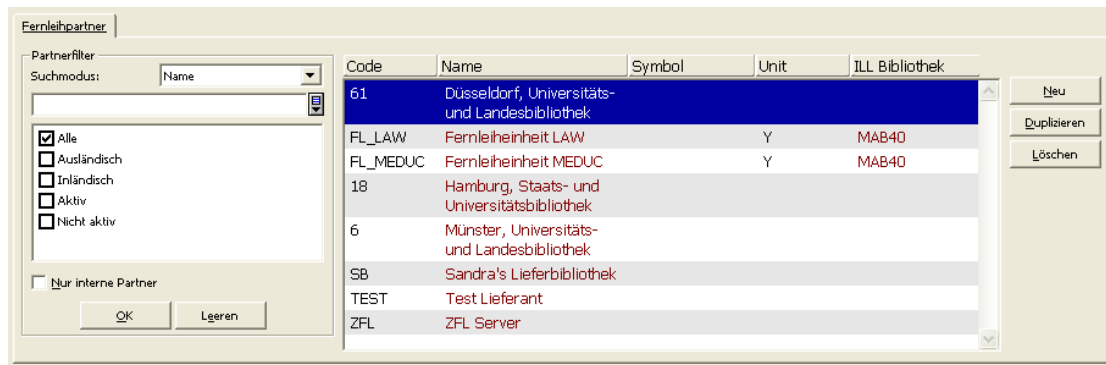 Fernleihpartner
Partnerfilter
Suchmodus: Name
Alle
Ausländisch
Inländisch
Aktiv
Nicht aktiv
Nur interne Partner
OK Leeren
Code Name Symbol Unit ILL Bibliothek
61 Düsseldorf, Universitäts-
und Landesbibliothek
FL_LAW Fernleiheinheit LAW Y MAB40
FL_MEDUC Fernleiheinheit MEDUC Y MAB40
18 Hamburg, Staats- und
Universitätsbibliothek
6 Münster, Universitäts-
und Landesbibliothek
SB Sandra's Lieferbibliothek
TEST Test Lieferant
ZFL ZFL Server
Neu
Duplizieren
Löschen